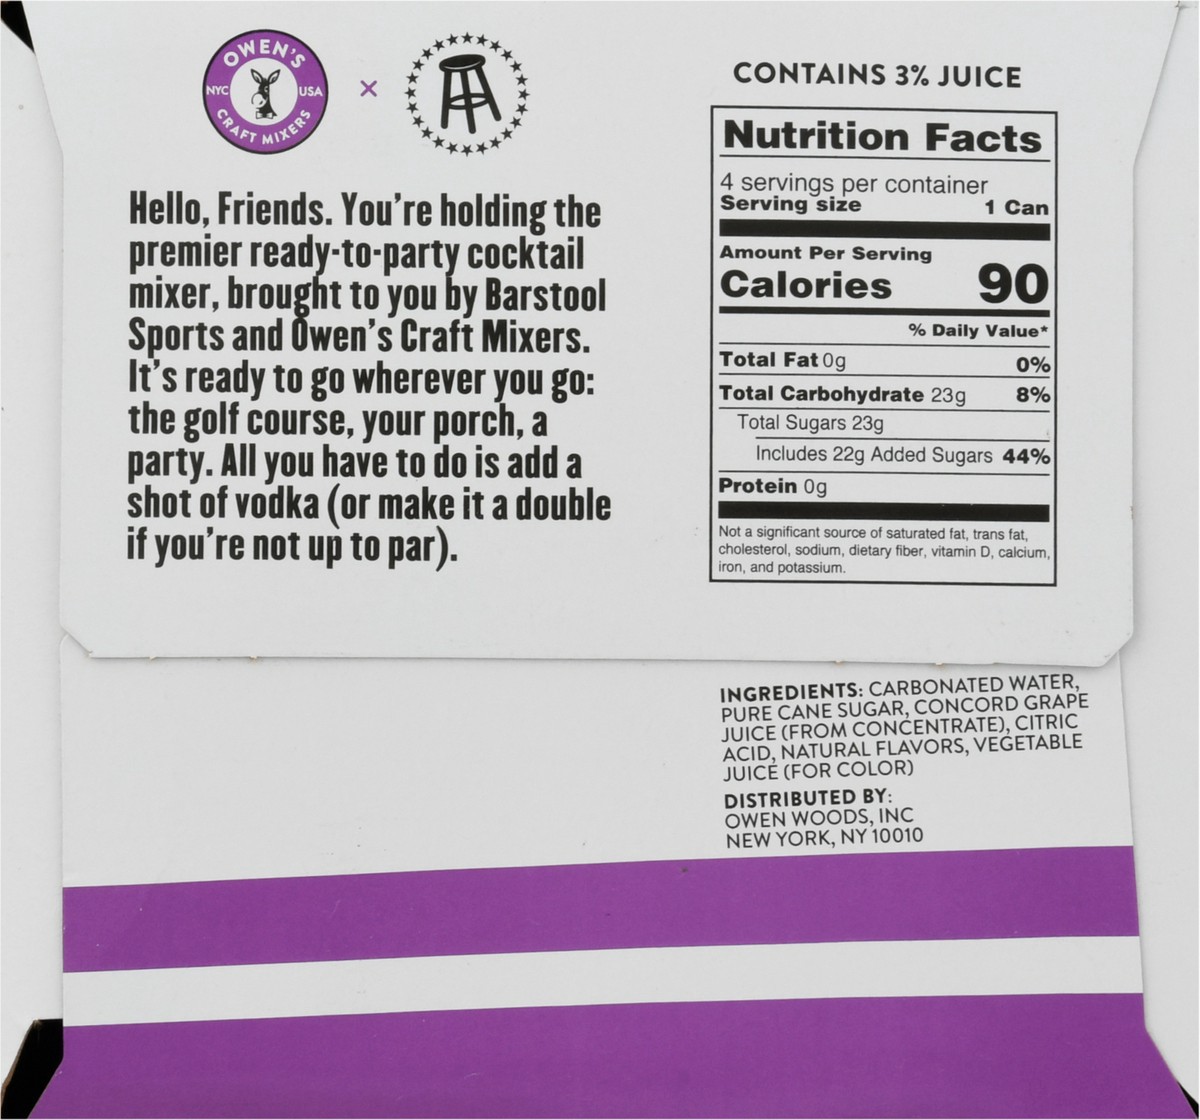 OWEN'S
NYC USA
CRAFT MIXERS
×
Hello, Friends. You're holding the
premier ready-to-party cocktail
mixer, brought to you by Barstool
Sports and Owen's Craft Mixers.
It's ready to go wherever you go:
the golf course, your porch, a
party. All you have to do is add a
shot of vodka (or make it a double
if you're not up to par).
CONTAINS 3% JUICE
Nutrition Facts
4 servings per container
Serving size 1 Can
Amount Per Serving
Calories 90
% Daily Value*
Total Fat 0g 0%
Total Carbohydrate 23g 8%
Total Sugars 23g
Includes 22g Added Sugars 44%
Protein 0g
Not a significant source of saturated fat, trans fat,
cholesterol, sodium, dietary fiber, vitamin D, calcium,
iron, and potassium.
INGREDIENTS: CARBONATED WATER,
PURE CANE SUGAR, CONCORD GRAPE
JUICE (FROM CONCENTRATE), CITRIC
ACID, NATURAL FLAVORS, VEGETABLE
JUICE (FOR COLOR)
DISTRIBUTED BY:
OWEN WOODS, INC
NEW YORK, NY 10010